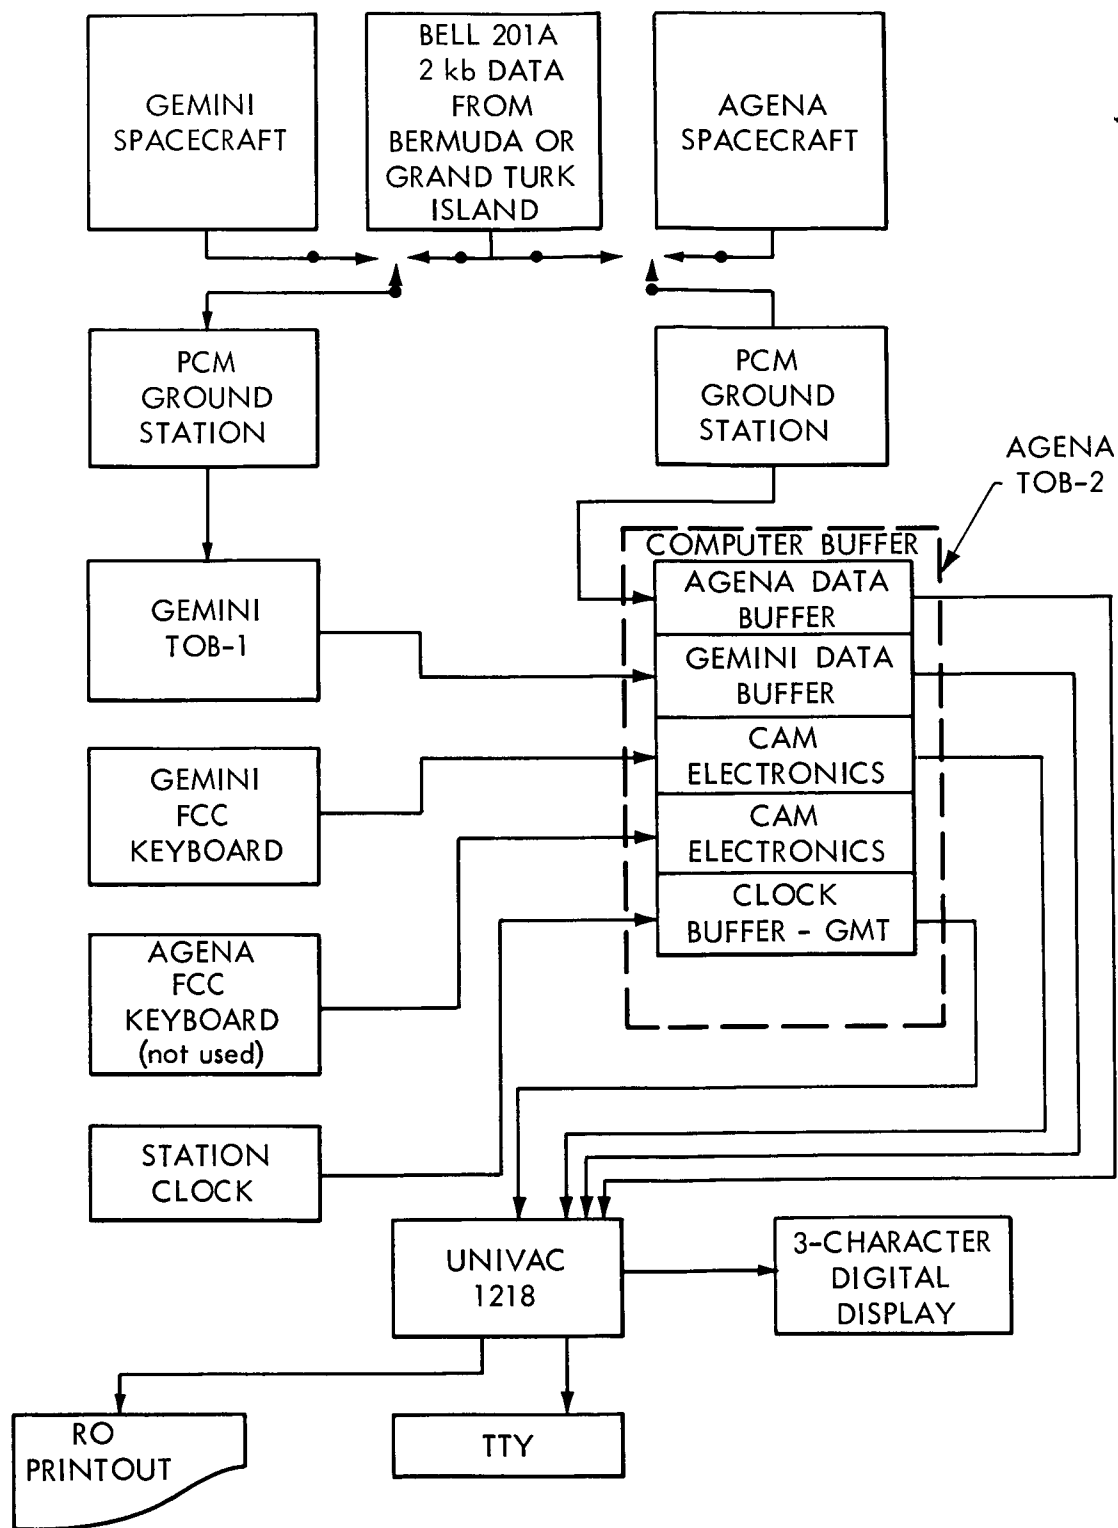 GEMINI
SPACECRAFT
BELL 201A
2 kb DATA
FROM
BERMUDA OR
GRAND TURK
ISLAND
AGENA
SPACECRAFT
PCM
GROUND
STATION
PCM
GROUND
STATION
AGENA
TOB-2
COMPUTER BUFFER
AGENA DATA
BUFFER
GEMINI
TOB-1
GEMINI DATA
BUFFER
GEMINI
FCC
KEYBOARD
CAM
ELECTRONICS
CAM
ELECTRONICS
AGENA
FCC
KEYBOARD
(not used)
CLOCK
BUFFER - GMT
STATION
CLOCK
UNIVAC
1218
3-CHARACTER
DIGITAL
DISPLAY
RO
PRINTOUT
TTY